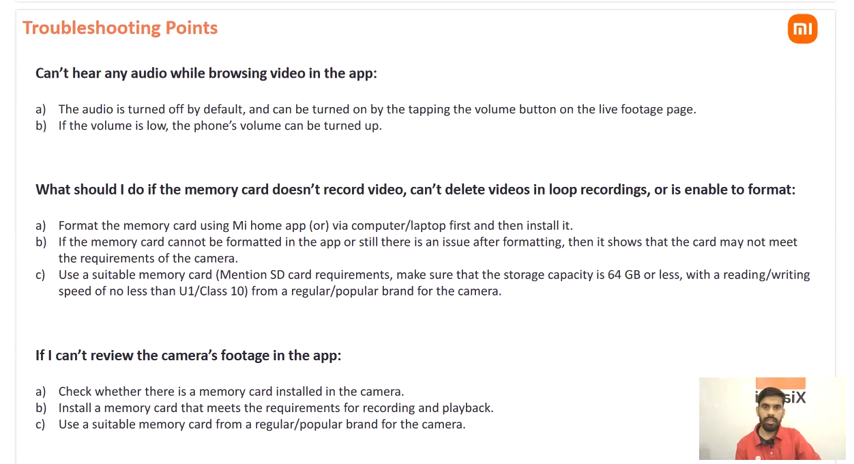 Troubleshooting Points
mi
Can't hear any audio while browsing video in the app:
a) The audio is turned off by default, and can be turned on by the tapping the volume button on the live footage page.
b) If the volume is low, the phone's volume can be turned up.
What should I do if the memory card doesn't record video, can't delete videos in loop recordings, or is enable to format:
a) Format the memory card using Mi home app (or) via computer/laptop first and then install it.
b) If the memory card cannot be formatted in the app or still there is an issue after formatting, then it shows that the card may not meet
the requirements of the camera.
c) Use a suitable memory card (Mention SD card requirements, make sure that the storage capacity is 64 GB or less, with a reading/writing
speed of no less than U1/Class 10) from a regular/popular brand for the camera.
If I can't review the camera's footage in the app:
a) Check whether there is a memory card installed in the camera.
b) Install a memory card that meets the requirements for recording and playback.
c) Use a suitable memory card from a regular/popular brand for the camera.